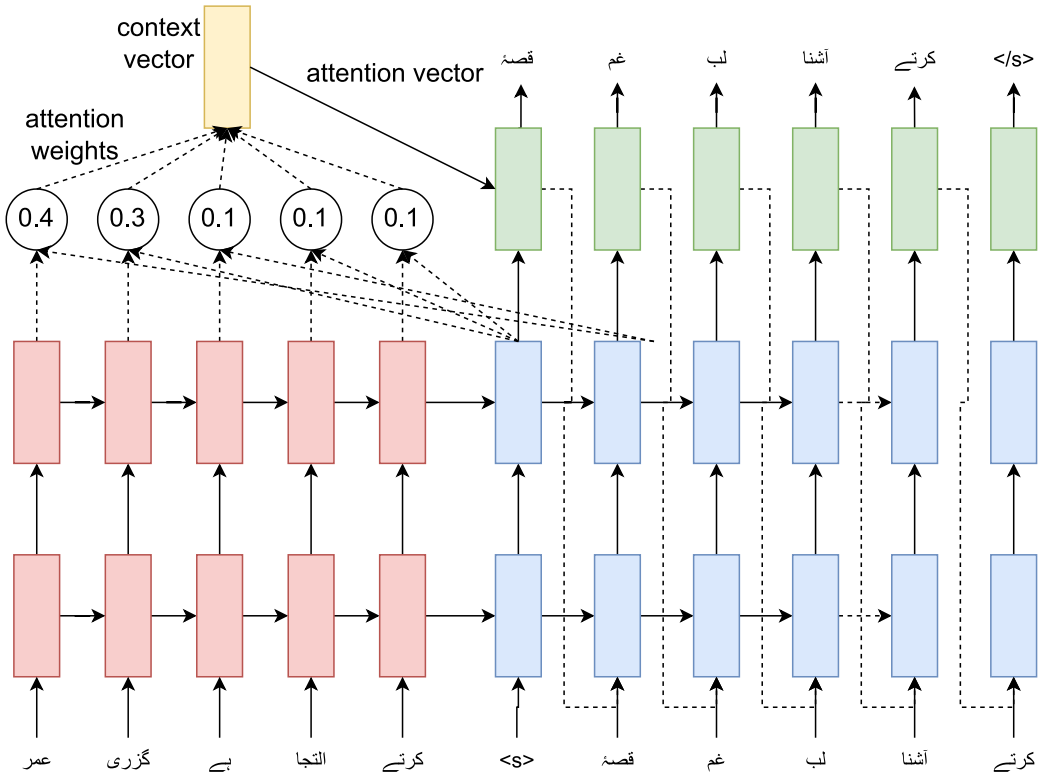 context
vector
attention vector
attention
weights
0.4
0.3
0.1
0.1
0.1
قصۂ
غم
لب
آشنا
کرتے
</s>
عمر
گزری
ہے
التجا
کرتے
<s>
قصۂ
غم
لب
آشنا
کرتے